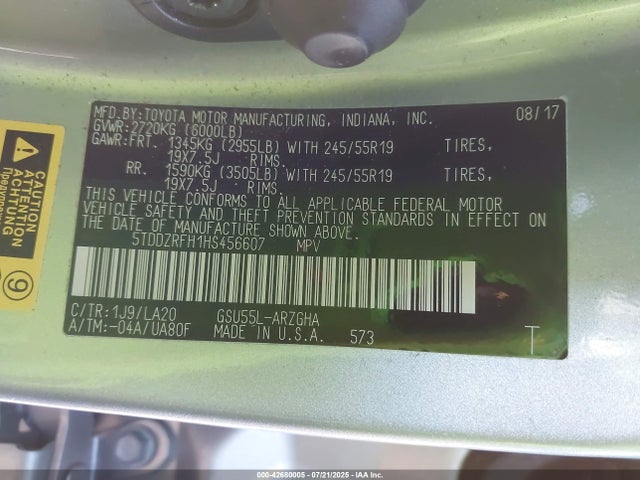 MFD.BY:TOYOTA MOTOR MANUFACTURING, INDIANA, INC. 08/17
GVWR:2720KG (6000LB)
GAWR:FRT. 1345KG (2955LB) WITH 245/55R19 TIRES,
19X7.5J RIMS.
RR. 1590KG (3505LB) WITH 245/55R19 TIRES,
19X7.5J RIMS.
THIS VEHICLE CONFORMS TO ALL APPLICABLE FEDERAL MOTOR
VEHICLE SAFETY AND THEFT PREVENTION STANDARDS IN EFFECT ON
THE DATE OF MANUFACTURE SHOWN ABOVE.
5TDDZRFH1HS456607 MPV
C/TR:1J9/LA20 GSU55L-ARZGHA
A/TM:-04A/UA80F MADE IN U.S.A. 573
T
CAUTION
ATTENTION
ACHTUNG
9
000-42680005 - 07/21/2025 - IAAI.com